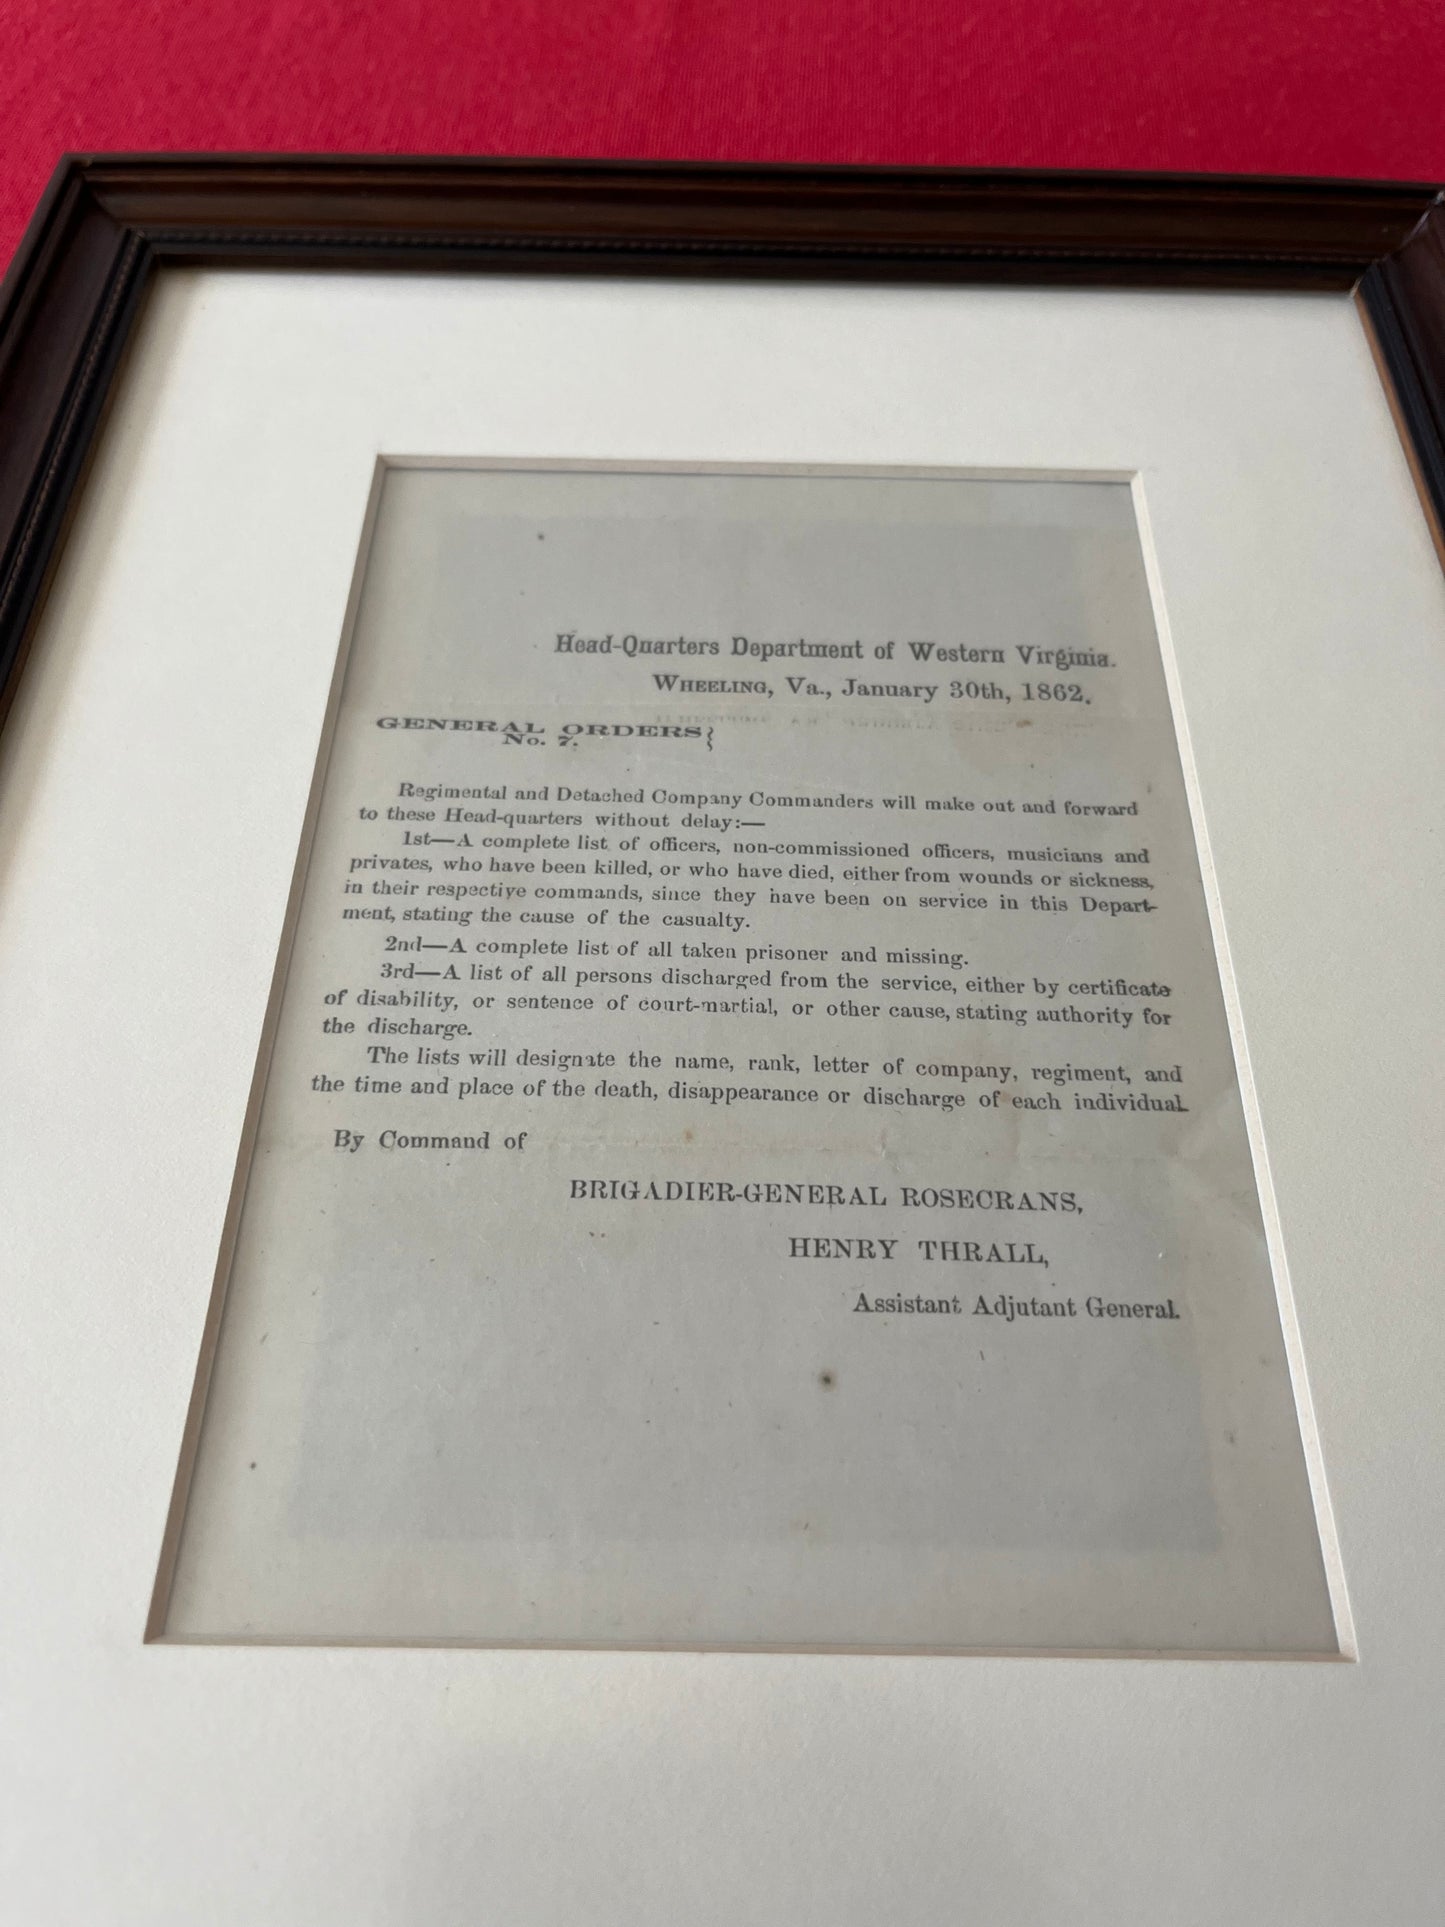 Head-Quarters Department of Western Virginia.
Wheeling, Va., January 30th, 1862.
GENERAL ORDERS }
No. 7.
Regimental and Detached Company Commanders will make out and forward
to these Head-quarters without delay:—
1st—A complete list of officers, non-commissioned officers, musicians and
privates, who have been killed, or who have died, either from wounds or sickness,
in their respective commands, since they have been on service in this Depart-
ment, stating the cause of the casualty.
2nd—A complete list of all taken prisoner and missing.
3rd—A list of all persons discharged from the service, either by certificate
of disability, or sentence of court-martial, or other cause, stating authority for
the discharge.
The lists will designate the name, rank, letter of company, regiment, and
the time and place of the death, disappearance or discharge of each individual.
By Command of
BRIGADIER-GENERAL ROSECRANS,
HENRY THRALL,
Assistant Adjutant General.